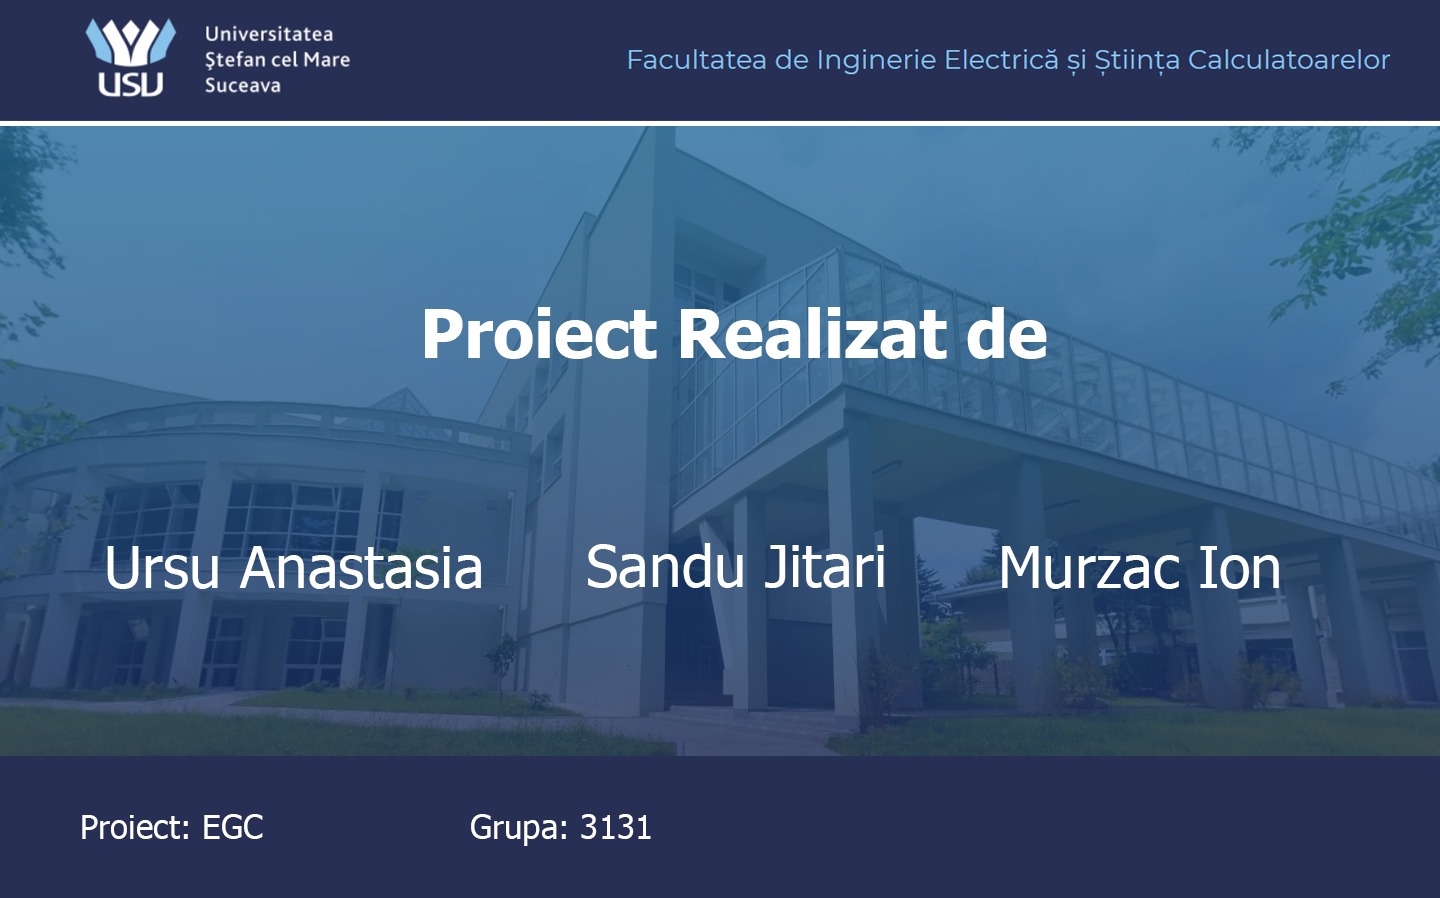 Universitatea
Ştefan cel Mare
Suceava
USU
Facultatea de Inginerie Electrică și Știința Calculatoarelor
Proiect Realizat de
Ursu Anastasia
Sandu Jitari
Murzac Ion
Proiect: EGC
Grupa: 3131